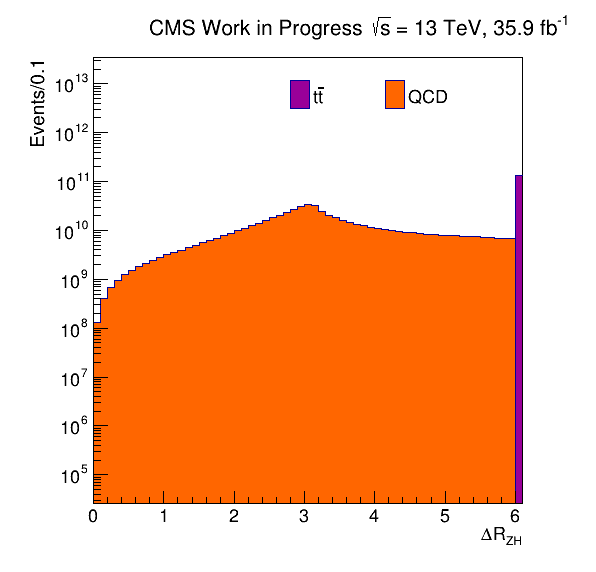 CMS Work in Progress √s = 13 TeV, 35.9 fb⁻¹
Events/0.1
tt̄
QCD
10¹³
10¹²
10¹¹
10¹⁰
10⁹
10⁸
10⁷
10⁶
10⁵
0 1 2 3 4 5 6
ΔR_ZH